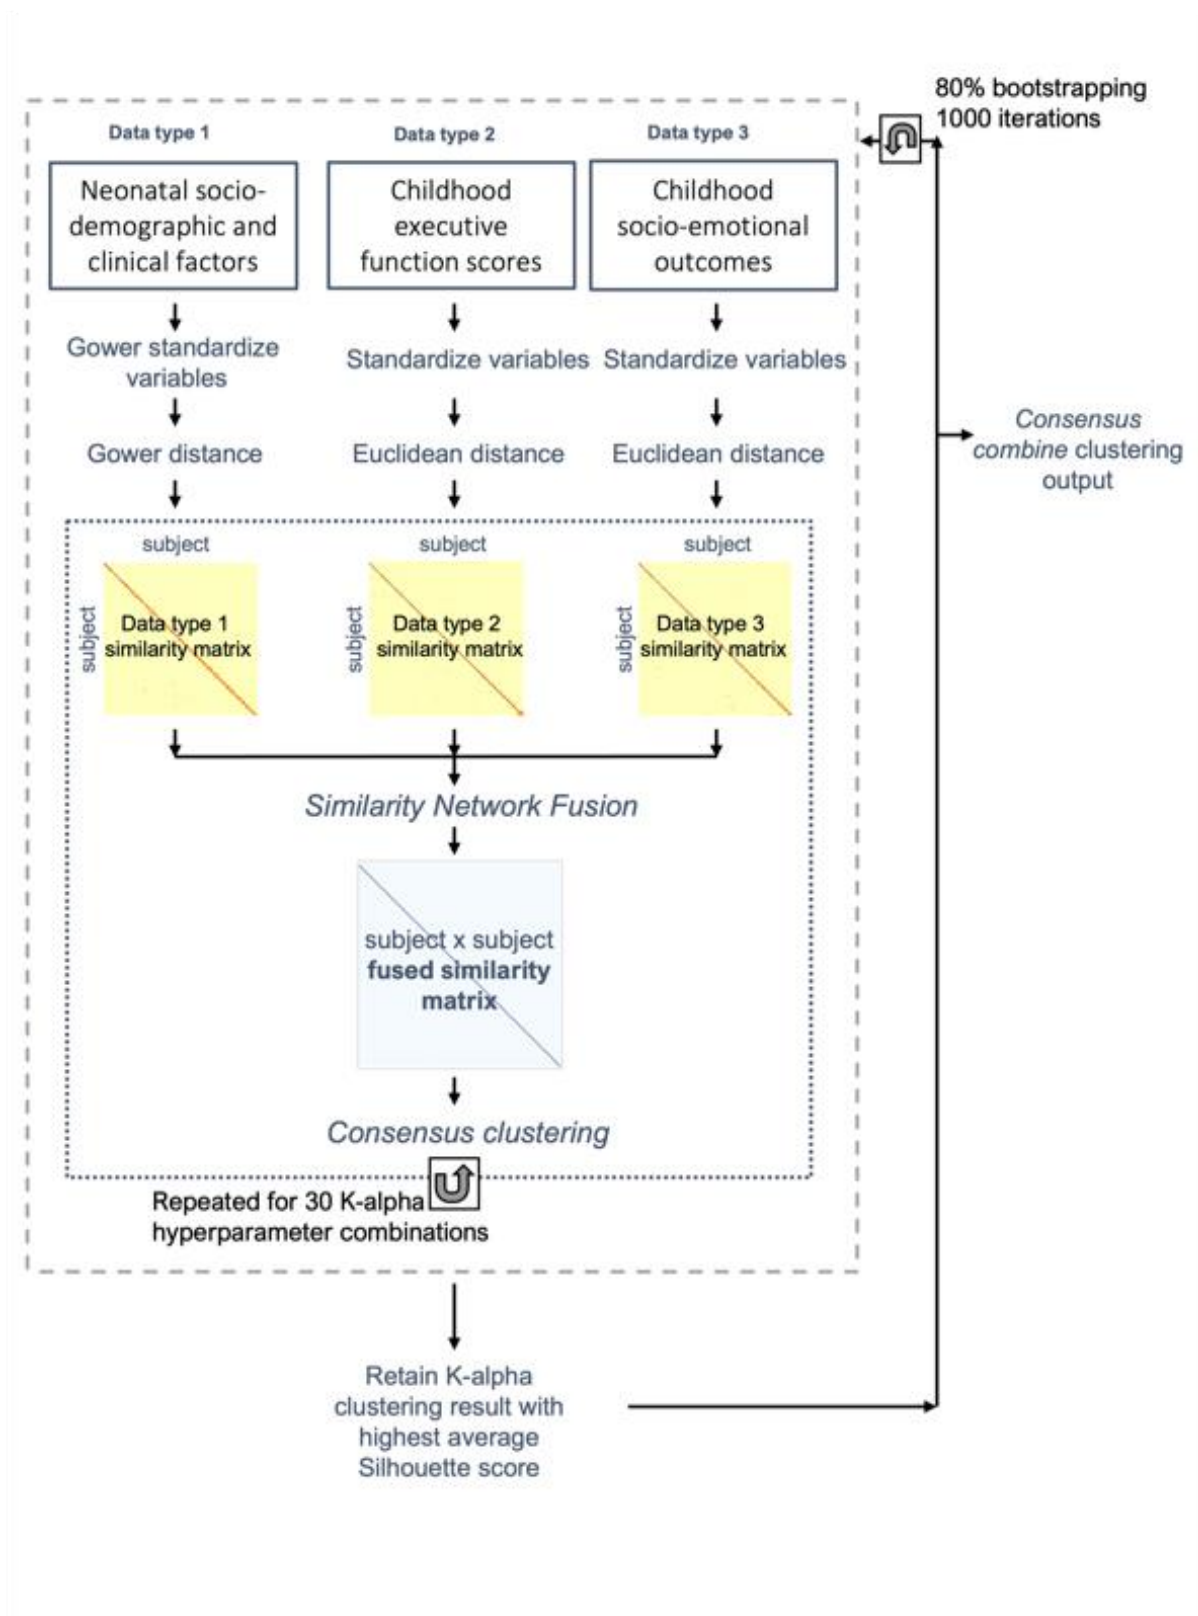 80% bootstrapping
1000 iterations
Data type 1
Data type 2
Data type 3
Neonatal socio-
demographic and
clinical factors
Childhood
executive
function scores
Childhood
socio-emotional
outcomes
Gower standardize
variables
Standardize variables
Standardize variables
Gower distance
Euclidean distance
Euclidean distance
Consensus
combine clustering
output
subject
subject
subject
subject
Data type 1
similarity matrix
subject
Data type 2
similarity matrix
subject
Data type 3
similarity matrix
Similarity Network Fusion
subject x subject
fused similarity
matrix
Consensus clustering
Repeated for 30 K-alpha
hyperparameter combinations
Retain K-alpha
clustering result with
highest average
Silhouette score